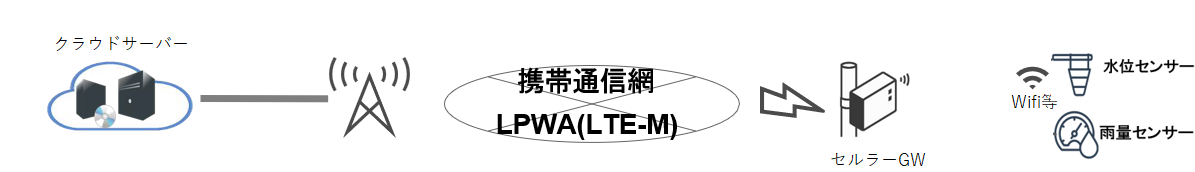 クラウドサーバー
携帯通信網
LPWA(LTE-M)
セルラーGW
Wifi等
水位センサー
雨量センサー